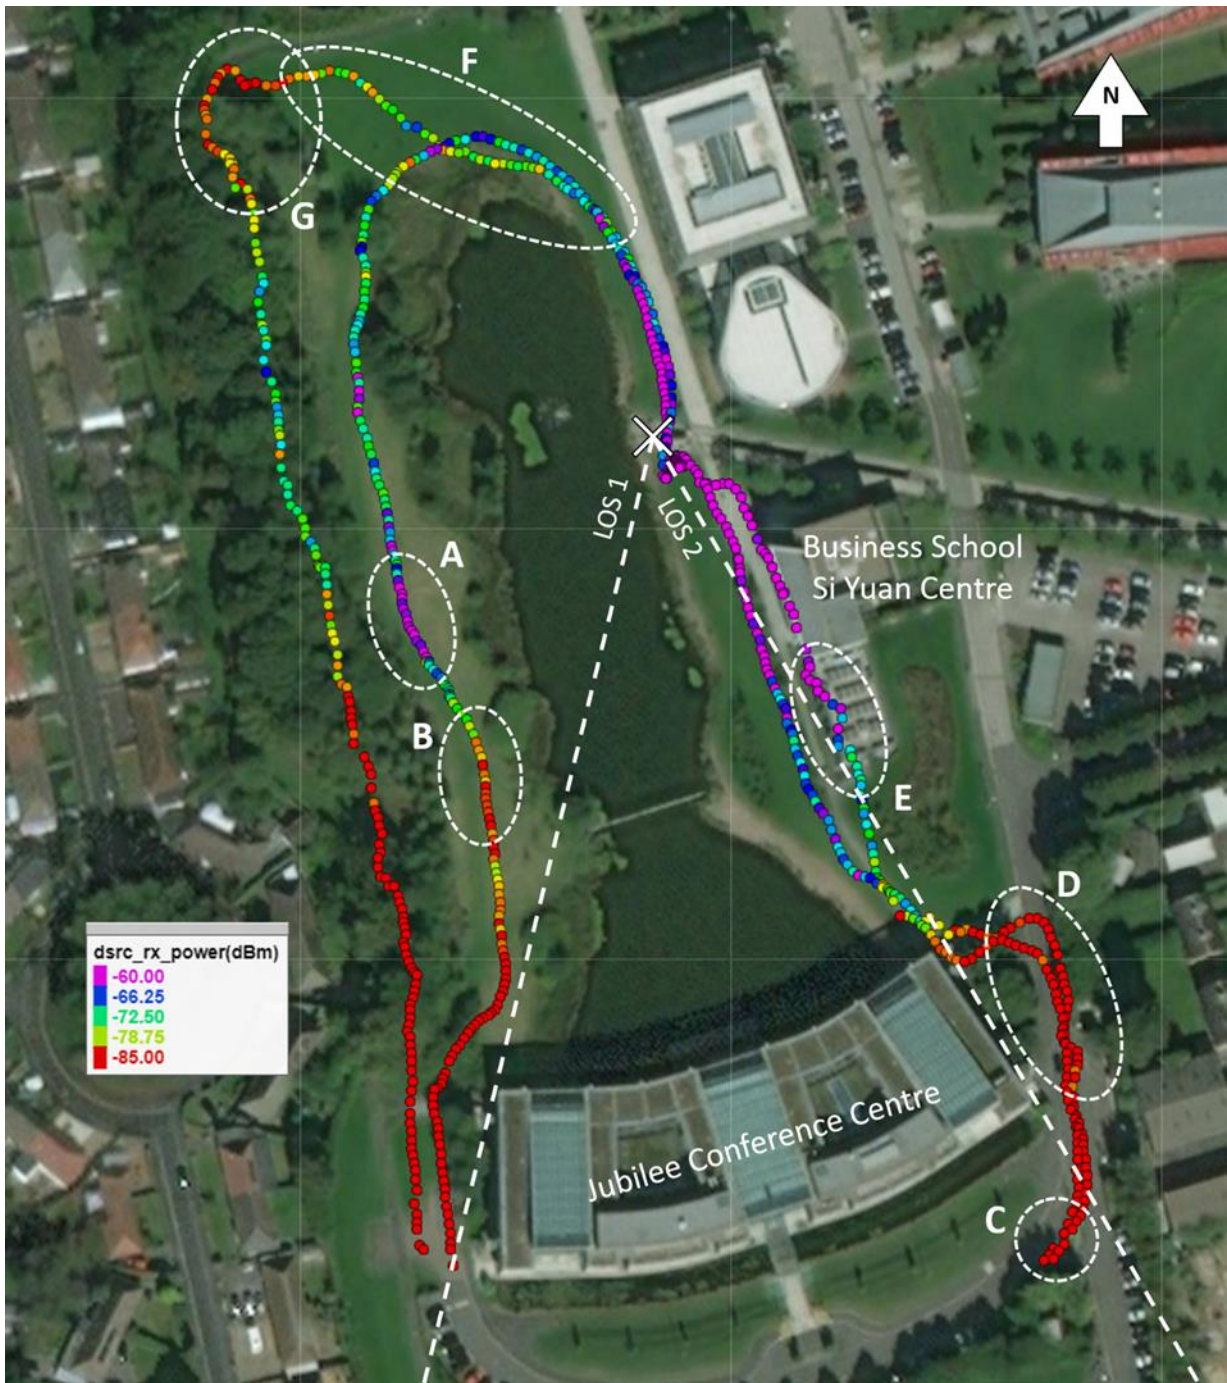 F
N
G
LOS 1
LOS 2
Business School
Si Yuan Centre
A
B
E
D
dsrc_rx_power(dBm)
-60.00
-66.25
-72.50
-78.75
-85.00
Jubilee Conference Centre
C